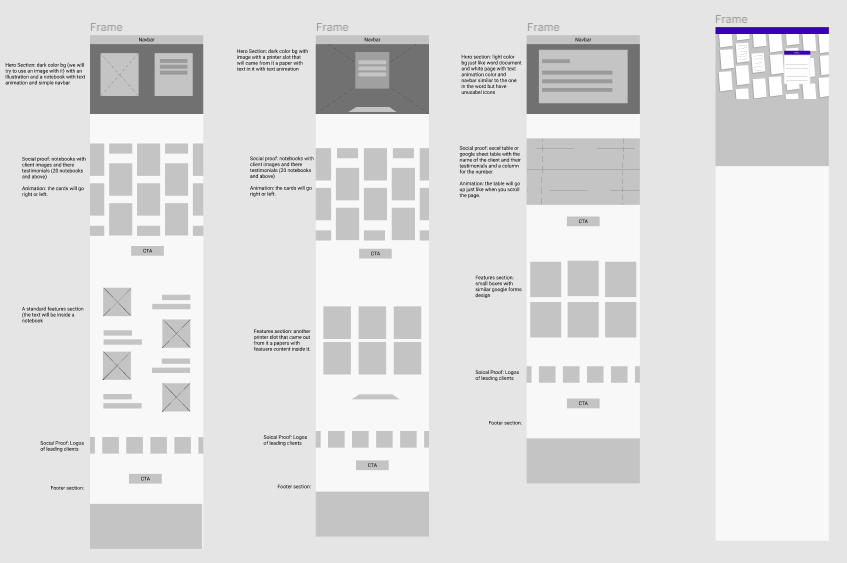 Frame
Navbar
Hero Section: dark color bg (we will
try to use an image with it) with an
illustration and a notebook with text
animation and simple navbar
Social proof: notebooks with
client images and there
testimonials (20 notebooks
and above)
Animation: the cards will go
right or left.
CTA
A standard features section
(the text will be inside a
notebook
Social Proof: Logos
of leading clients
CTA
Footer section:
Frame
Navbar
Hero Section: dark color bg with
image with a printer slot that
will came from it a paper with
text in it with text animation
Social proof: notebooks with
client images and there
testimonials (20 notebooks
and above)
Animation: the cards will go
right or left.
CTA
Features section: another
printer slot that came out
from it a papers with
featuers content inside it.
Soical Proof: Logos
of leading clients
CTA
Footer section:
Frame
Navbar
Hero section: light color
bg just like word document
and white page with text
animation color and
navbar similar to the one
in the word but have
unusabel icons
Social proof: excel table or
google sheet table with the
name of the client and their
testimonials and a column
for the number.
Animation: the table will go
up just like when you scroll
the page.
CTA
Features section:
small boxes with
similar google forms
design
Soical Proof: Logos
of leading clients
CTA
Footer section:
Frame